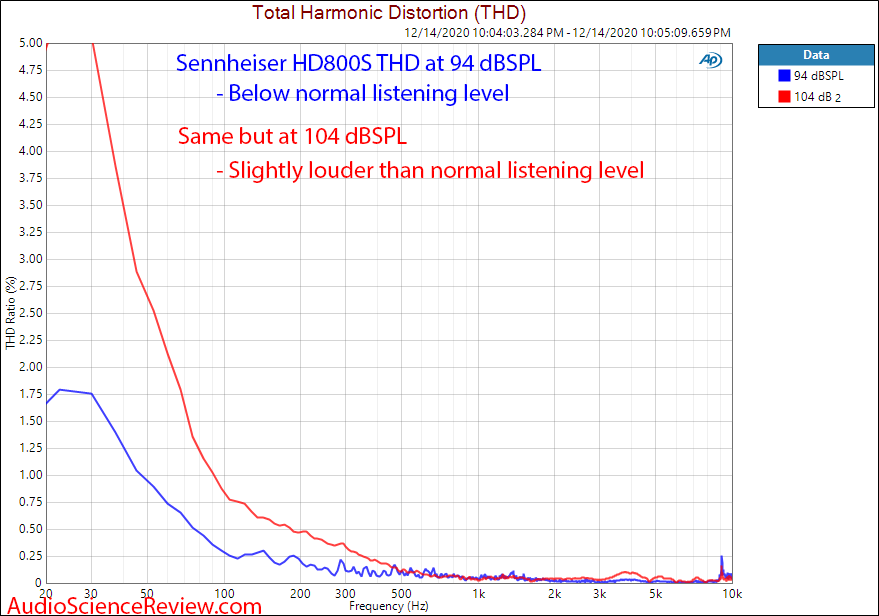 Total Harmonic Distortion (THD)
12/14/2020 10:04:03.284 PM - 12/14/2020 10:05:09.659 PM
Data
94 dBSPL
104 dB 2
AP
Sennheiser HD800S THD at 94 dBSPL
- Below normal listening level
Same but at 104 dBSPL
- Slightly louder than normal listening level
THD Ratio (%)
5.00
4.75
4.50
4.25
4.00
3.75
3.50
3.25
3.00
2.75
2.50
2.25
2.00
1.75
1.50
1.25
1.00
0.75
0.50
0.25
0
20 30 50 100 200 300 500 1k 2k 3k 5k 10k
Frequency (Hz)
AudioScienceReview.com